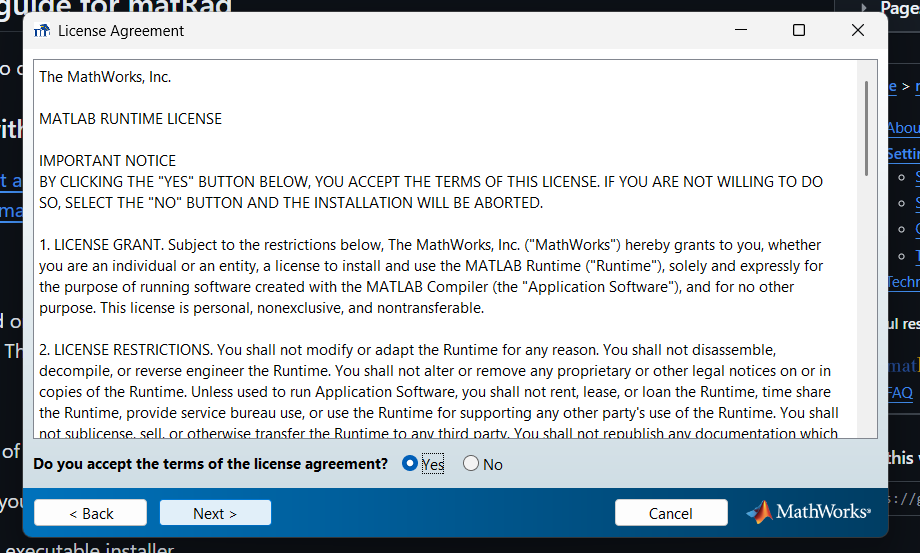 guide for matRad
Page
License Agreement
The MathWorks, Inc.
MATLAB RUNTIME LICENSE
IMPORTANT NOTICE
BY CLICKING THE "YES" BUTTON BELOW, YOU ACCEPT THE TERMS OF THIS LICENSE. IF YOU ARE NOT WILLING TO DO
SO, SELECT THE "NO" BUTTON AND THE INSTALLATION WILL BE ABORTED.
1. LICENSE GRANT. Subject to the restrictions below, The MathWorks, Inc. ("MathWorks") hereby grants to you, whether
you are an individual or an entity, a license to install and use the MATLAB Runtime ("Runtime"), solely and expressly for
the purpose of running software created with the MATLAB Compiler (the "Application Software"), and for no other
purpose. This license is personal, nonexclusive, and nontransferable.
2. LICENSE RESTRICTIONS. You shall not modify or adapt the Runtime for any reason. You shall not disassemble,
decompile, or reverse engineer the Runtime. You shall not alter or remove any proprietary or other legal notices on or in
copies of the Runtime. Unless used to run Application Software, you shall not rent, lease, or loan the Runtime, time share
the Runtime, provide service bureau use, or use the Runtime for supporting any other party's use of the Runtime. You shall
not sublicense, sell, or otherwise transfer the Runtime to any third party. You shall not republish any documentation which
Do you accept the terms of the license agreement? Yes No
< Back Next > Cancel MathWorks®
Abou
Settin
Techn
ul res
FAQ
this w
Th
of
you
executable installer